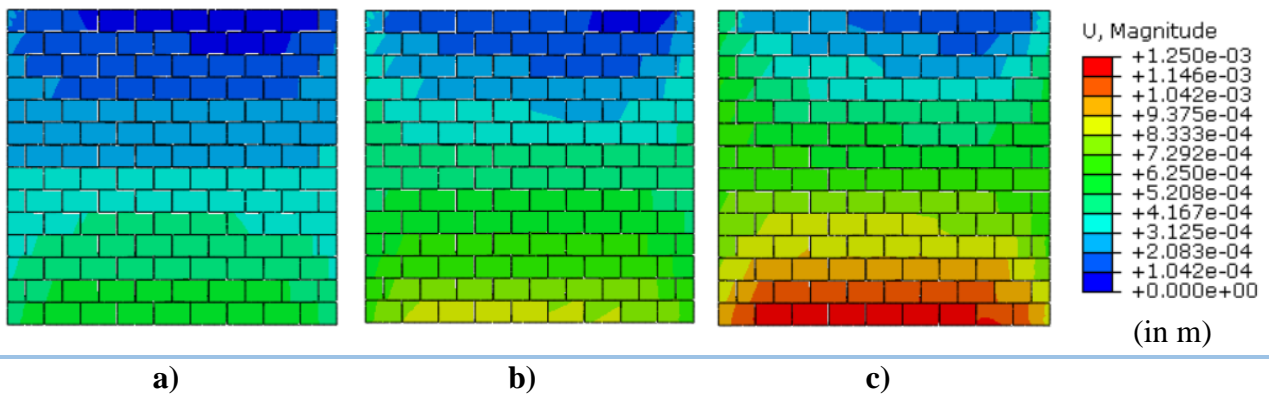 U, Magnitude
+1.250e-03
+1.146e-03
+1.042e-03
+9.375e-04
+8.333e-04
+7.292e-04
+6.250e-04
+5.208e-04
+4.167e-04
+3.125e-04
+2.083e-04
+1.042e-04
+0.000e+00
(in m)
a) b) c)